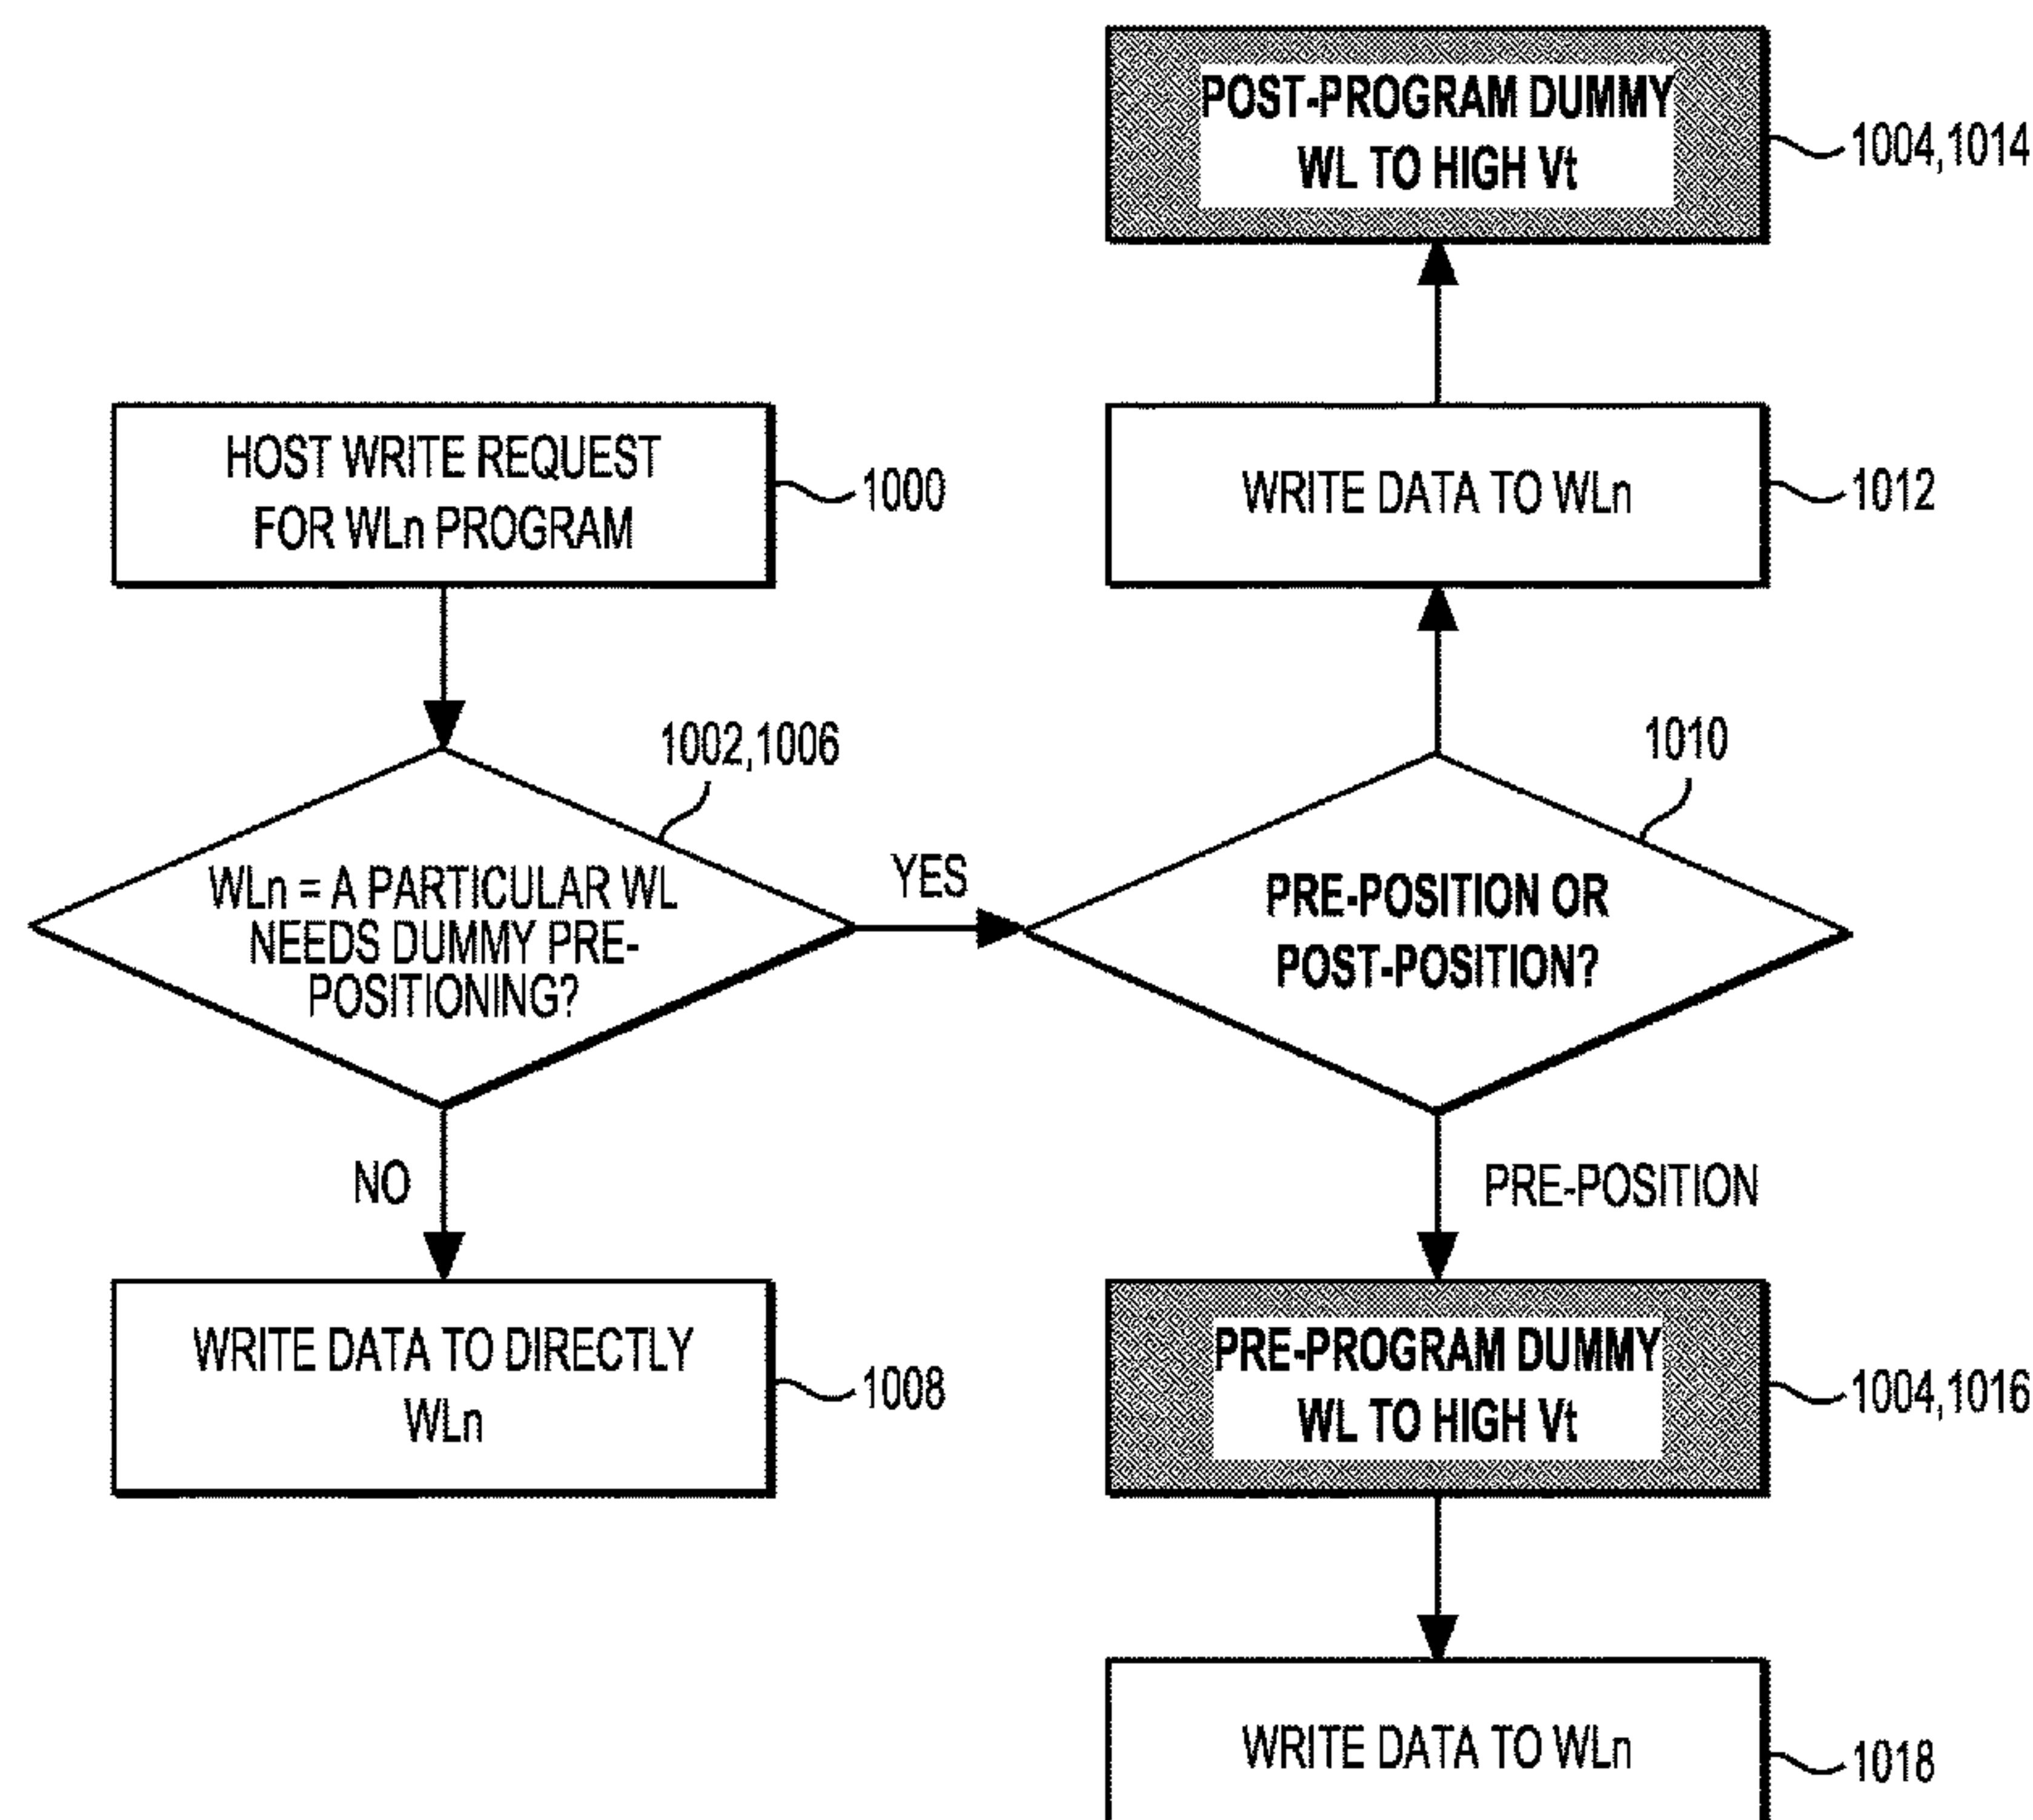 POST-PROGRAM DUMMY
WL TO HIGH Vt
1004,1014
HOST WRITE REQUEST
FOR WLn PROGRAM
1000
WRITE DATA TO WLn
1012
1002,1006
WLn = A PARTICULAR WL
NEEDS DUMMY PRE-
POSITIONING?
YES
1010
PRE-POSITION OR
POST-POSITION?
NO
PRE-POSITION
WRITE DATA TO DIRECTLY
WLn
1008
PRE-PROGRAM DUMMY
WL TO HIGH Vt
1004,1016
WRITE DATA TO WLn
1018